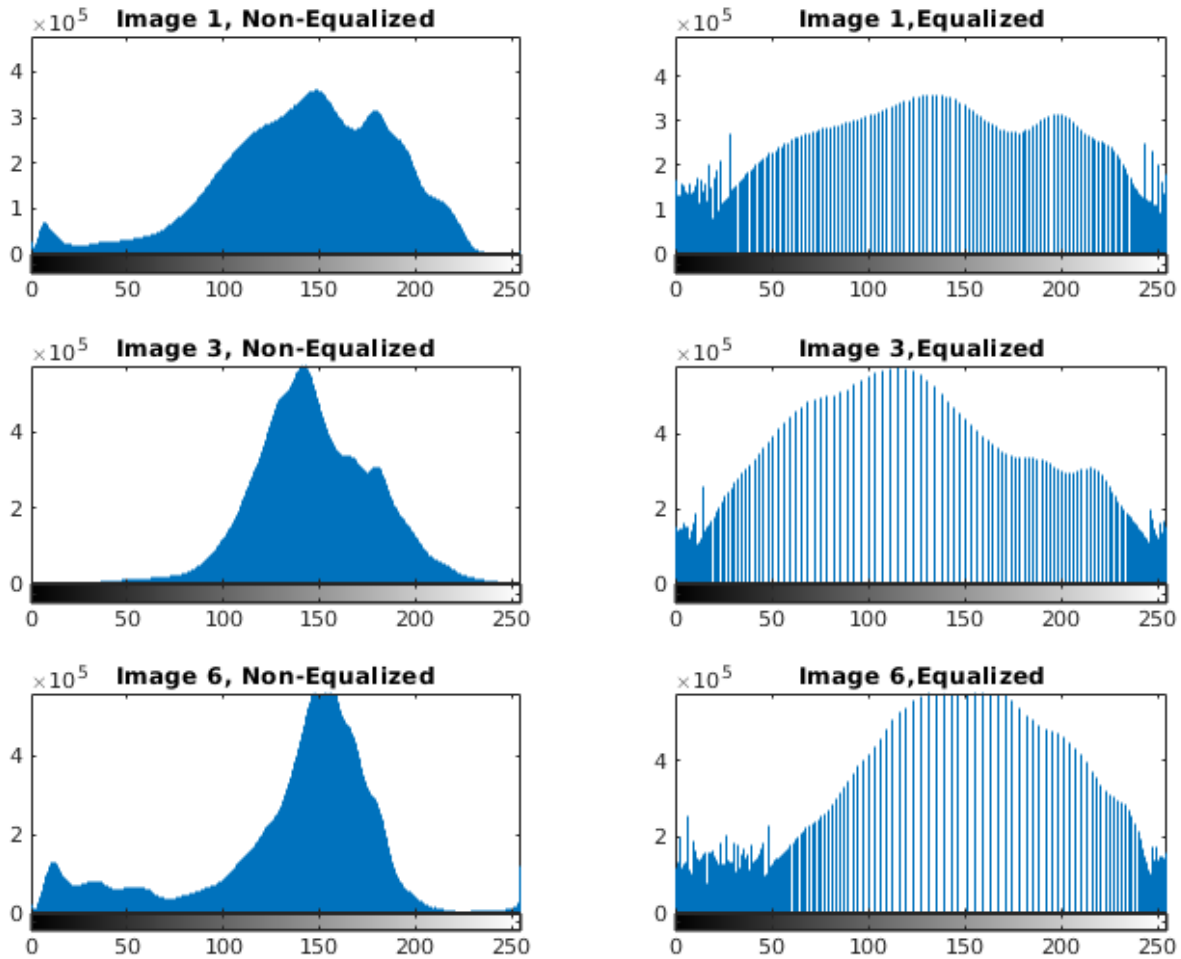 Image 1, Non-Equalized
×10^5
4
3
2
1
0
0 50 100 150 200 250
Image 1,Equalized
×10^5
4
3
2
1
0
0 50 100 150 200 250
Image 3, Non-Equalized
×10^5
4
2
0
0 50 100 150 200 250
Image 3,Equalized
×10^5
4
2
0
0 50 100 150 200 250
Image 6, Non-Equalized
×10^5
4
2
0
0 50 100 150 200 250
Image 6,Equalized
×10^5
4
2
0
0 50 100 150 200 250